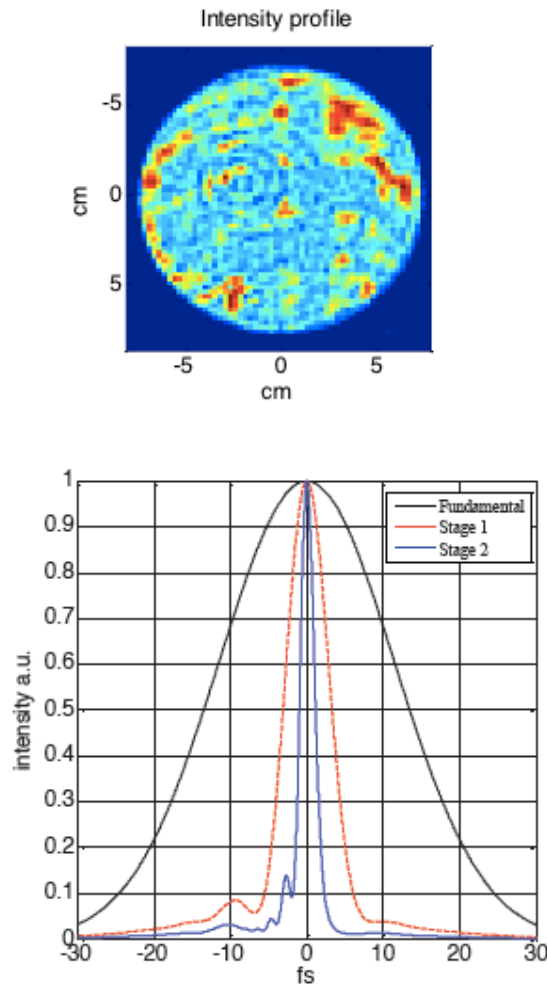 Intensity profile
-5
0
5
cm
-5 0 5
cm
1
0.9
0.8
0.7
0.6
0.5
0.4
0.3
0.2
0.1
0
intensity a.u.
Fundamental
Stage 1
Stage 2
-30 -20 -10 0 10 20 30
fs